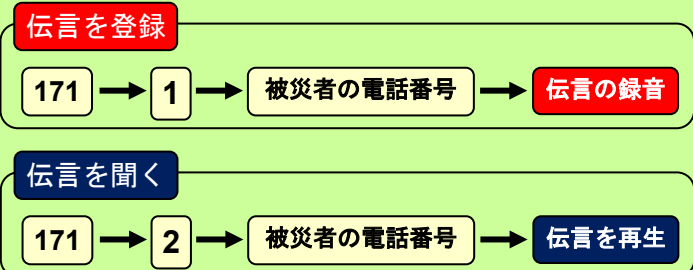 伝言を登録
171 → 1 → 被災者の電話番号 → 伝言の録音
伝言を聞く
171 → 2 → 被災者の電話番号 → 伝言を再生